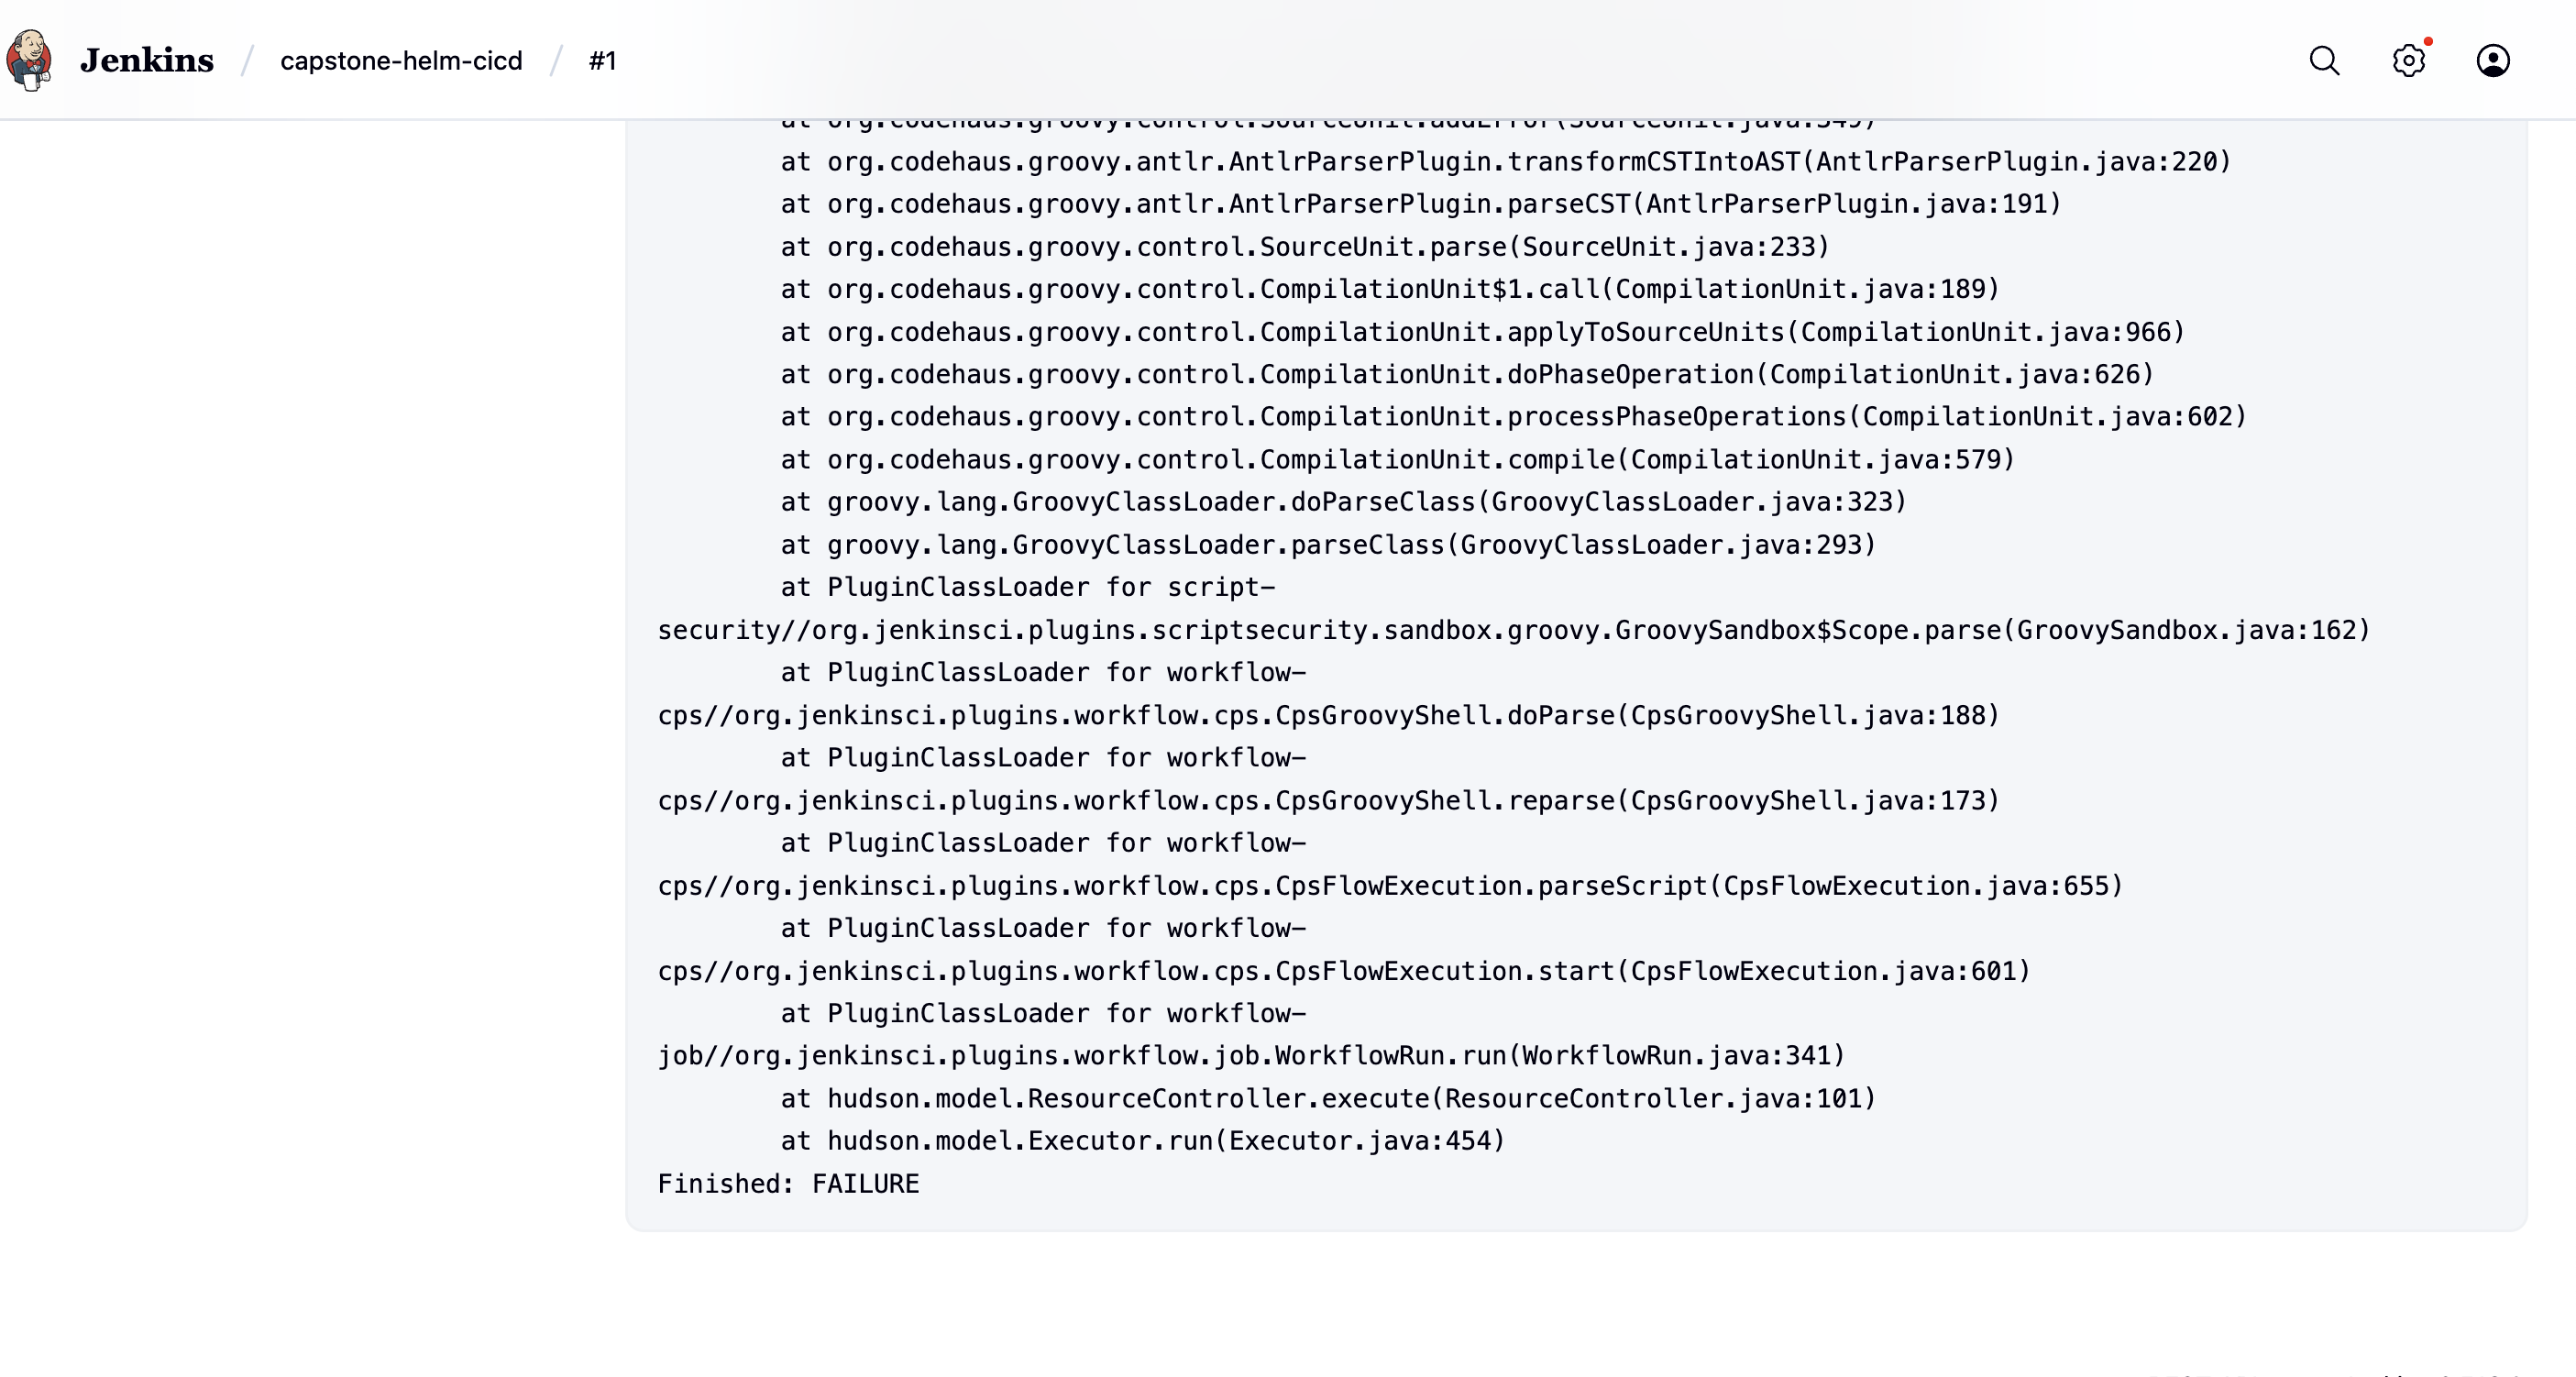 Jenkins / capstone-helm-cicd / #1
at org.codehaus.groovy.control.SourceUnit.addError(SourceUnit.java:349)
at org.codehaus.groovy.antlr.AntlrParserPlugin.transformCSTIntoAST(AntlrParserPlugin.java:220)
at org.codehaus.groovy.antlr.AntlrParserPlugin.parseCST(AntlrParserPlugin.java:191)
at org.codehaus.groovy.control.SourceUnit.parse(SourceUnit.java:233)
at org.codehaus.groovy.control.CompilationUnit$1.call(CompilationUnit.java:189)
at org.codehaus.groovy.control.CompilationUnit.applyToSourceUnits(CompilationUnit.java:966)
at org.codehaus.groovy.control.CompilationUnit.doPhaseOperation(CompilationUnit.java:626)
at org.codehaus.groovy.control.CompilationUnit.processPhaseOperations(CompilationUnit.java:602)
at org.codehaus.groovy.control.CompilationUnit.compile(CompilationUnit.java:579)
at groovy.lang.GroovyClassLoader.doParseClass(GroovyClassLoader.java:323)
at groovy.lang.GroovyClassLoader.parseClass(GroovyClassLoader.java:293)
at PluginClassLoader for script-
security//org.jenkinsci.plugins.scriptsecurity.sandbox.groovy.GroovySandbox$Scope.parse(GroovySandbox.java:162)
at PluginClassLoader for workflow-
cps//org.jenkinsci.plugins.workflow.cps.CpsGroovyShell.doParse(CpsGroovyShell.java:188)
at PluginClassLoader for workflow-
cps//org.jenkinsci.plugins.workflow.cps.CpsGroovyShell.reparse(CpsGroovyShell.java:173)
at PluginClassLoader for workflow-
cps//org.jenkinsci.plugins.workflow.cps.CpsFlowExecution.parseScript(CpsFlowExecution.java:655)
at PluginClassLoader for workflow-
cps//org.jenkinsci.plugins.workflow.cps.CpsFlowExecution.start(CpsFlowExecution.java:601)
at PluginClassLoader for workflow-
job//org.jenkinsci.plugins.workflow.job.WorkflowRun.run(WorkflowRun.java:341)
at hudson.model.ResourceController.execute(ResourceController.java:101)
at hudson.model.Executor.run(Executor.java:454)
Finished: FAILURE